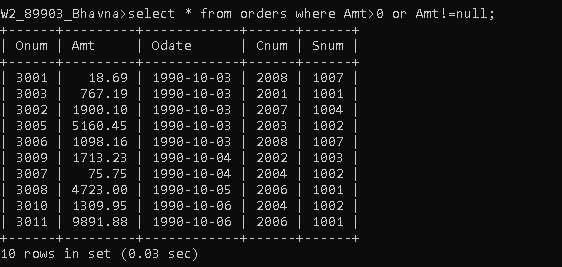 W2_89903_Bhavna>select * from orders where Amt>0 or Amt!=null;
+------+---------+------------+------+------+
| Onum | Amt     | Odate      | Cnum | Snum |
+------+---------+------------+------+------+
| 3001 |   18.69 | 1990-10-03 | 2008 | 1007 |
| 3003 |  767.19 | 1990-10-03 | 2001 | 1001 |
| 3002 | 1900.10 | 1990-10-03 | 2007 | 1004 |
| 3005 | 5160.45 | 1990-10-03 | 2003 | 1002 |
| 3006 | 1098.16 | 1990-10-03 | 2008 | 1007 |
| 3009 | 1713.23 | 1990-10-04 | 2002 | 1003 |
| 3007 |   75.75 | 1990-10-04 | 2004 | 1002 |
| 3008 | 4723.00 | 1990-10-05 | 2006 | 1001 |
| 3010 | 1309.95 | 1990-10-06 | 2004 | 1002 |
| 3011 | 9891.88 | 1990-10-06 | 2006 | 1001 |
+------+---------+------------+------+------+
10 rows in set (0.03 sec)